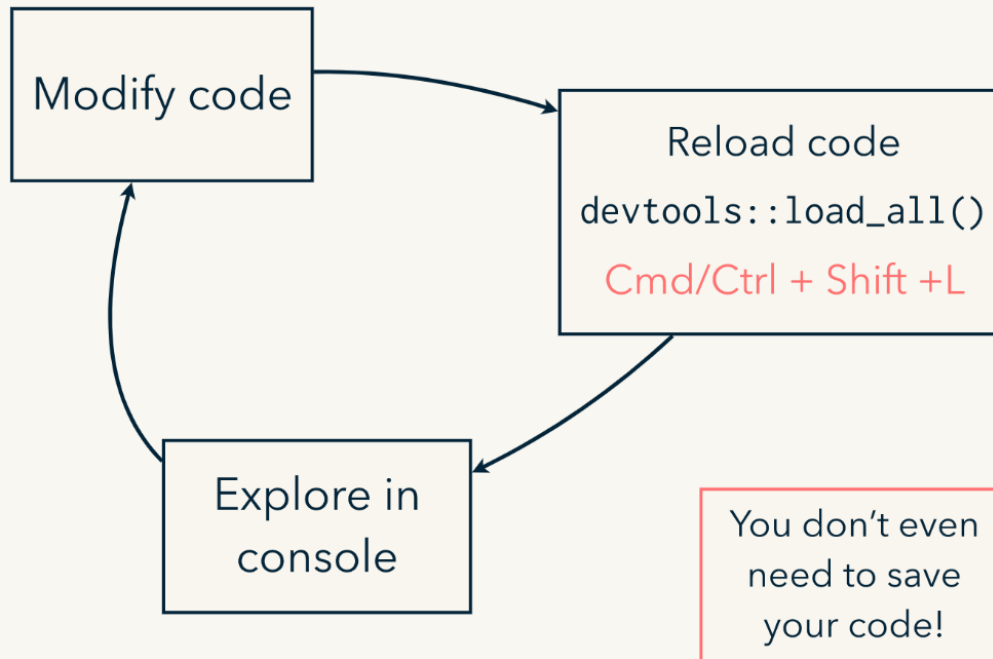 Modify code
Reload code
devtools::load_all()
Cmd/Ctrl + Shift +L
Explore in
console
You don’t even
need to save
your code!